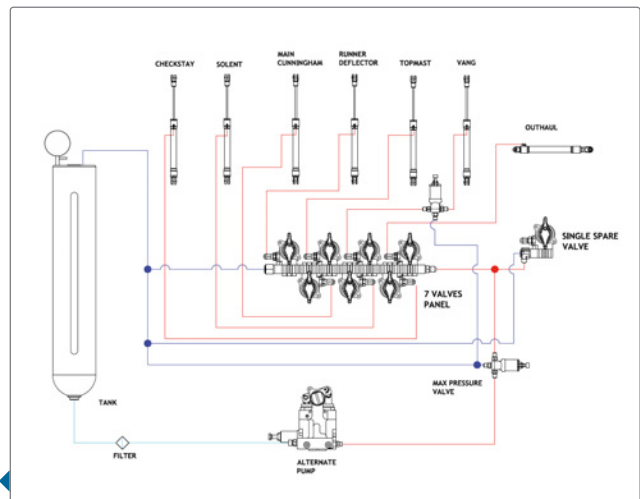 CHECKSTAY
SOLENT
MAIN
CUNNINGHAM
RUNNER
DEFLECTOR
TOPMAST
VANG
OUTHAUL
SINGLE SPARE
VALVE
7 VALVES
PANEL
MAX PRESSURE
VALVE
TANK
FILTER
ALTERNATE
PUMP